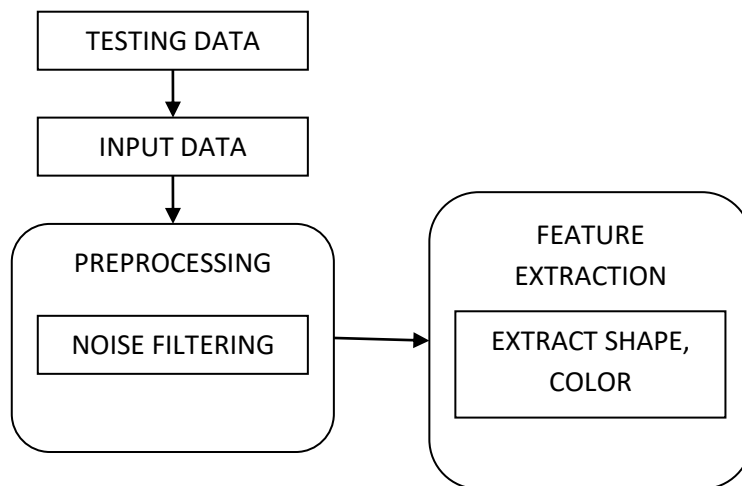 TESTING DATA
INPUT DATA
PREPROCESSING
NOISE FILTERING
FEATURE
EXTRACTION
EXTRACT SHAPE,
COLOR